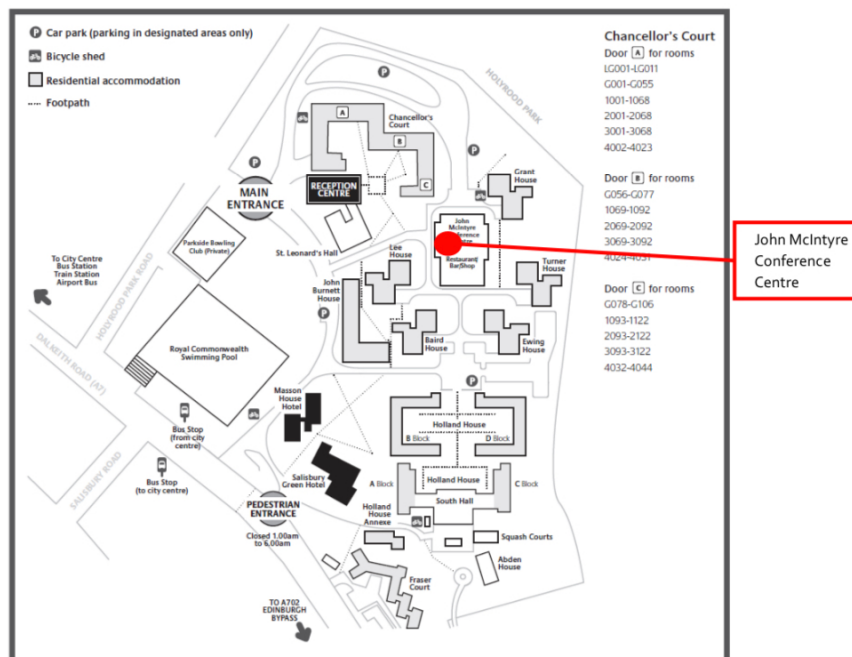 P Car park (parking in designated areas only)
Bicycle shed
Residential accommodation
Footpath
Chancellor's Court
Door A for rooms
LG001-LG011
G001-G055
1001-1068
2001-2068
3001-3068
4002-4023
Door B for rooms
G056-G077
1069-1092
2069-2092
3069-3092
Door C for rooms
G078-G106
1093-1122
2093-2122
3093-3122
4032-4044
HOLYROOD PARK
P
A
Chancellor's
Court
B
C
P
P
Grant
House
MAIN
ENTRANCE
RECEPTION
CENTRE
St. Leonard's Hall
Parkside Bowling
Club (Private)
John
McIntyre
Restaurant
Bar/Shop
John McIntyre
Conference
Centre
Lee
House
Turner
House
To City Centre
Bus Station
Train Station
Airport Bus
HOLYROOD PARK ROAD
DALKEITH ROAD (A7)
John
Burnett
House
P
Baird
House
Ewing
House
Royal Commonwealth
Swimming Pool
P
Masson
House
Hotel
Bus Stop
(from city
centre)
Holland House
B Block
D Block
SALISBURY ROAD
Bus Stop
(to city centre)
Salisbury
Green Hotel
A Block
Holland House
C Block
South Hall
PEDESTRIAN
ENTRANCE
Closed 1.00am
to 6.00am
Holland
House
Annexe
Squash Courts
Abden
House
Fraser
Court
TO A702
EDINBURGH
BYPASS